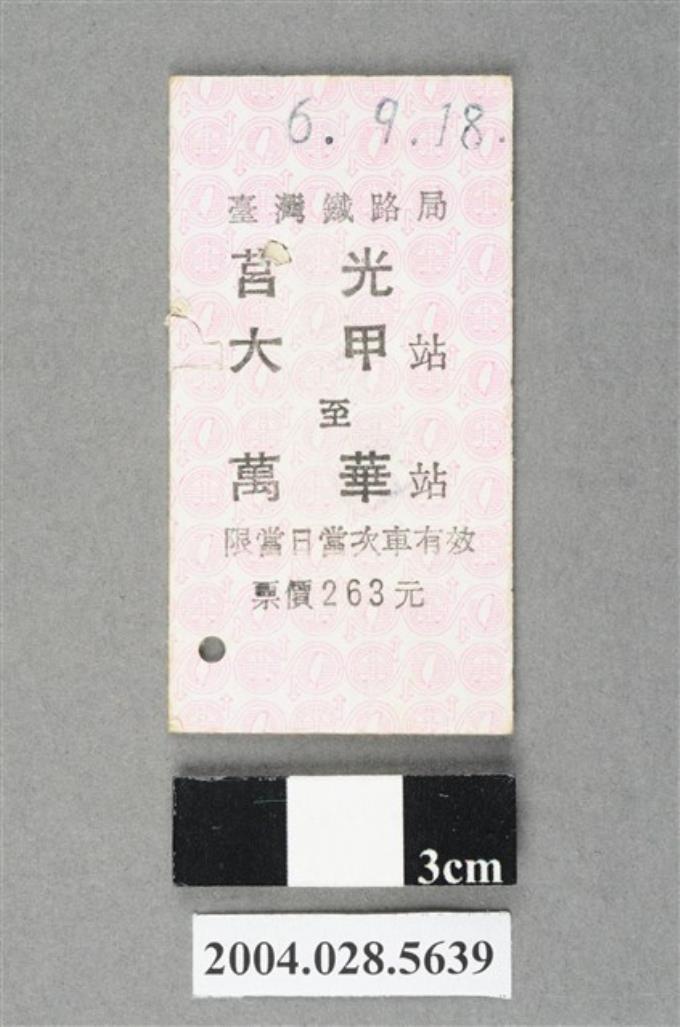 6. 9. 18.
臺灣鐵路局
莒光
大甲站
至
萬華站
限當日當次車有效
票價263元
3cm
2004.028.5639